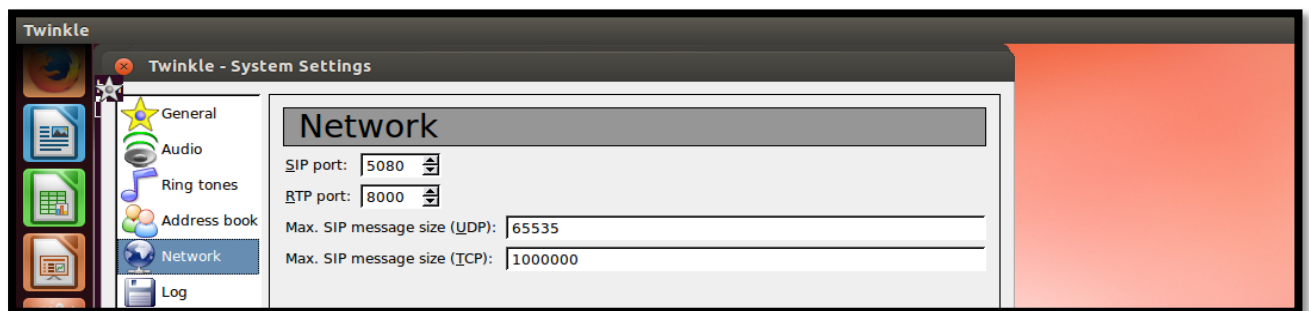 Twinkle
Twinkle - System Settings
General
Audio
Ring tones
Address book
Network
Log
Network
SIP port: 5080
RTP port: 8000
Max. SIP message size (UDP): 65535
Max. SIP message size (TCP): 1000000